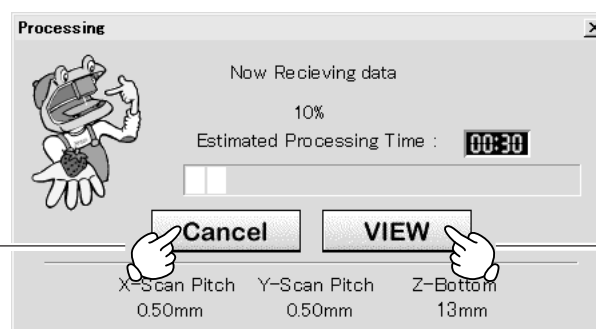 Processing
Now Recieving data
10%
Estimated Processing Time : 00:30
Cancel VIEW
X-Scan Pitch Y-Scan Pitch Z-Bottom
0.50mm 0.50mm 13mm